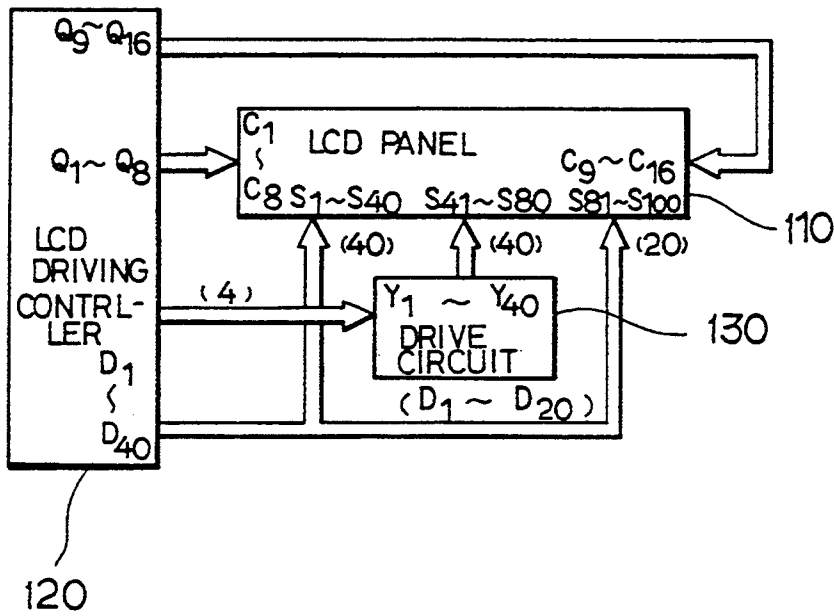 Q9~Q16
Q1~Q8
LCD
DRIVING
CONTRL-
LER
D1
~
D40
120
C1
~
C8
LCD PANEL
C9~C16
S1~S40 S41~S80 S81~S100
110
(40) (40) (20)
(4)
Y1 ~ Y40
DRIVE
CIRCUIT
130
(D1 ~ D20)